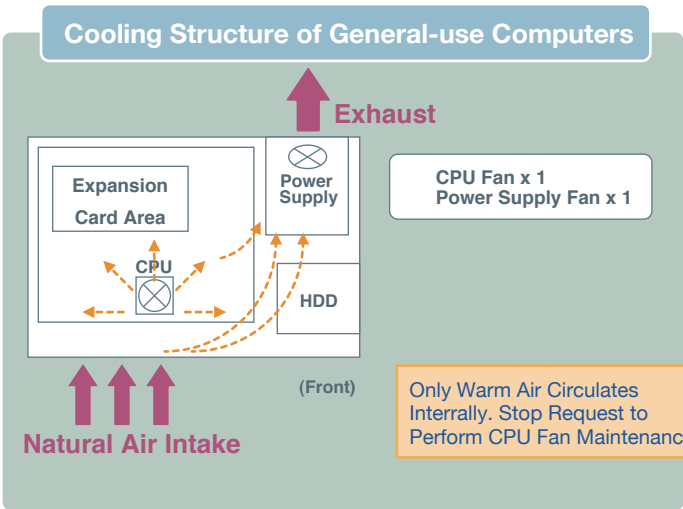 Cooling Structure of General-use Computers
Exhaust
Expansion
Card Area
Power
Supply
CPU
HDD
CPU Fan x 1
Power Supply Fan x 1
(Front)
Natural Air Intake
Only Warm Air Circulates
Interrally. Stop Request to
Perform CPU Fan Maintenanc